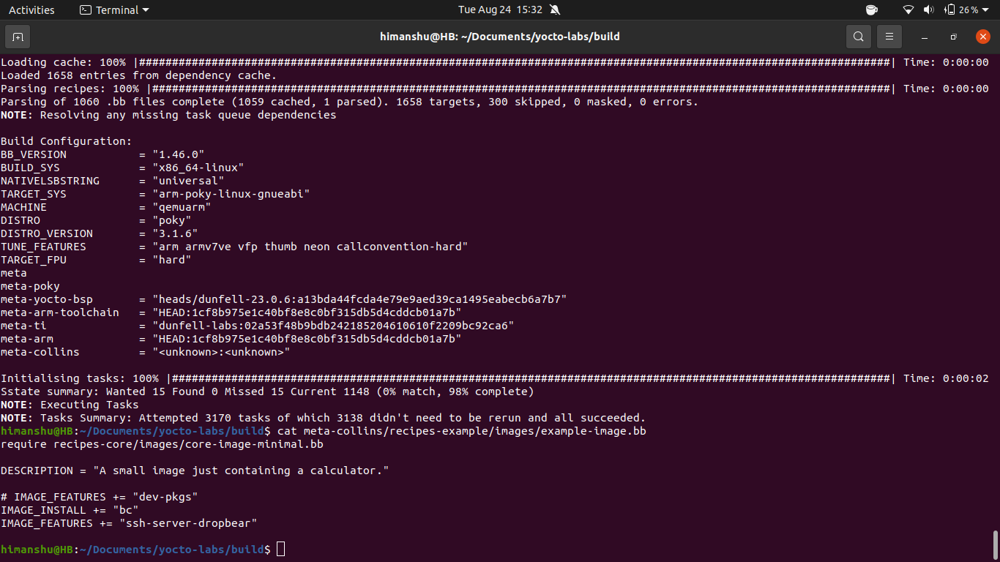 Activities Terminal Tue Aug 24 15:32 26%
himanshu@HB: ~/Documents/yocto-labs/build
Loading cache: 100% |###################################################################################################################| Time: 0:00:00
Loaded 1658 entries from dependency cache.
Parsing recipes: 100% |#################################################################################################################| Time: 0:00:00
Parsing of 1060 .bb files complete (1059 cached, 1 parsed). 1658 targets, 300 skipped, 0 masked, 0 errors.
NOTE: Resolving any missing task queue dependencies
Build Configuration:
BB_VERSION           = "1.46.0"
BUILD_SYS            = "x86_64-linux"
NATIVELSBSTRING      = "universal"
TARGET_SYS           = "arm-poky-linux-gnueabi"
MACHINE              = "qemuarm"
DISTRO               = "poky"
DISTRO_VERSION       = "3.1.6"
TUNE_FEATURES        = "arm armv7ve vfp thumb neon callconvention-hard"
TARGET_FPU           = "hard"
meta
meta-poky
meta-yocto-bsp       = "heads/dunfell-23.0.6:a13bda44fcda4e79e9aed39ca1495eabecb6a7b7"
meta-arm-toolchain   = "HEAD:1cf8b975e1c40bf8e8c0bf315db5d4cddcb01a7b"
meta-ti              = "dunfell-labs:02a53f48b9bdb242185204610610f2209bc92ca6"
meta-arm             = "HEAD:1cf8b975e1c40bf8e8c0bf315db5d4cddcb01a7b"
meta-collins         = "<unknown>:<unknown>"
Initialising tasks: 100% |##############################################################################################################| Time: 0:00:02
Sstate summary: Wanted 15 Found 0 Missed 15 Current 1148 (0% match, 98% complete)
NOTE: Executing Tasks
NOTE: Tasks Summary: Attempted 3170 tasks of which 3138 didn't need to be rerun and all succeeded.
himanshu@HB:~/Documents/yocto-labs/build$ cat meta-collins/recipes-example/images/example-image.bb
require recipes-core/images/core-image-minimal.bb
DESCRIPTION = "A small image just containing a calculator."
# IMAGE_FEATURES += "dev-pkgs"
IMAGE_INSTALL += "bc"
IMAGE_FEATURES += "ssh-server-dropbear"
himanshu@HB:~/Documents/yocto-labs/build$